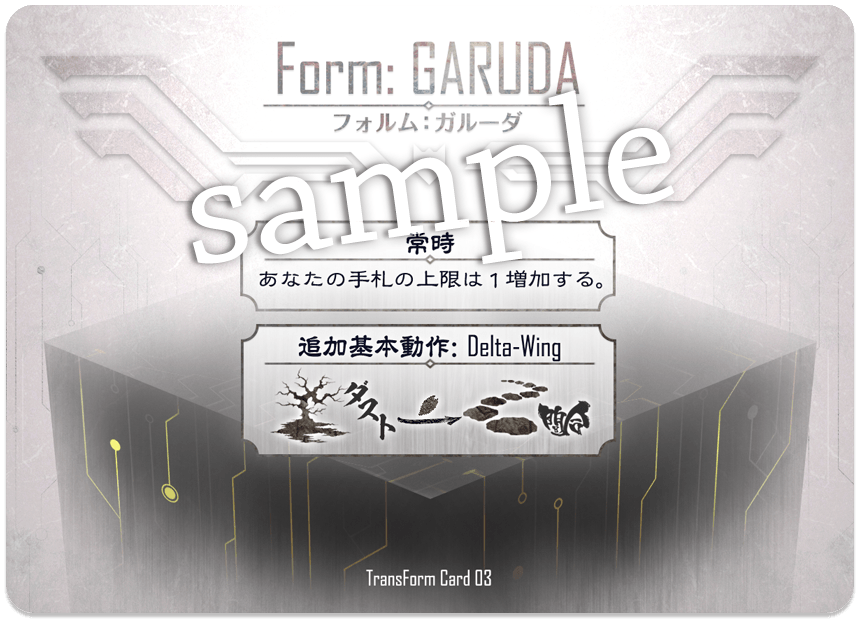 Form: GARUDA
フォルム：ガルーダ
sample
常時
あなたの手札の上限は1増加する。
追加基本動作: Delta-Wing
ダスト
間合
TransForm Card 03